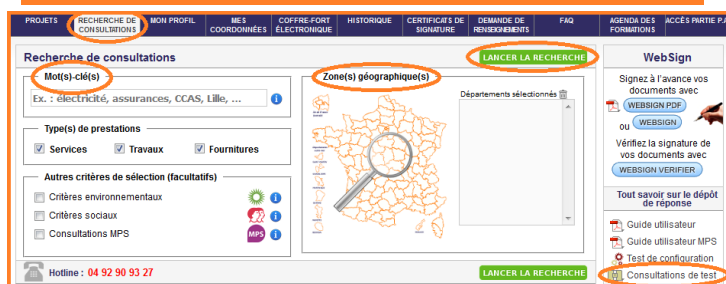 PROJETS
RECHERCHE DE CONSULTATIONS
MON PROFIL
MES COORDONNÉES
COFFRE-FORT ÉLECTRONIQUE
HISTORIQUE
CERTIFICATS DE SIGNATURE
DEMANDE DE RENSEIGNEMENTS
FAQ
AGENDA DES FORMATIONS
ACCÈS PARTIE P.A
Recherche de consultations
LANCER LA RECHERCHE
Mot(s)-clé(s)
Ex. : électricité, assurances, CCAS, Lille, ...
Type(s) de prestations
Services
Travaux
Fournitures
Autres critères de sélection (facultatifs)
Critères environnementaux
Critères sociaux
Consultations MPS
MPS
Zone(s) géographique(s)
Départements sélectionnés
Hotline : 04 92 90 93 27
LANCER LA RECHERCHE
WebSign
Signez à l'avance vos
documents avec
WEBSIGN PDF
ou
WEBSIGN
Vérifiez la signature de
vos documents avec
WEBSIGN VERIFIER
Tout savoir sur le dépôt
de réponse
Guide utilisateur
Guide utilisateur MPS
Test de configuration
Consultations de test